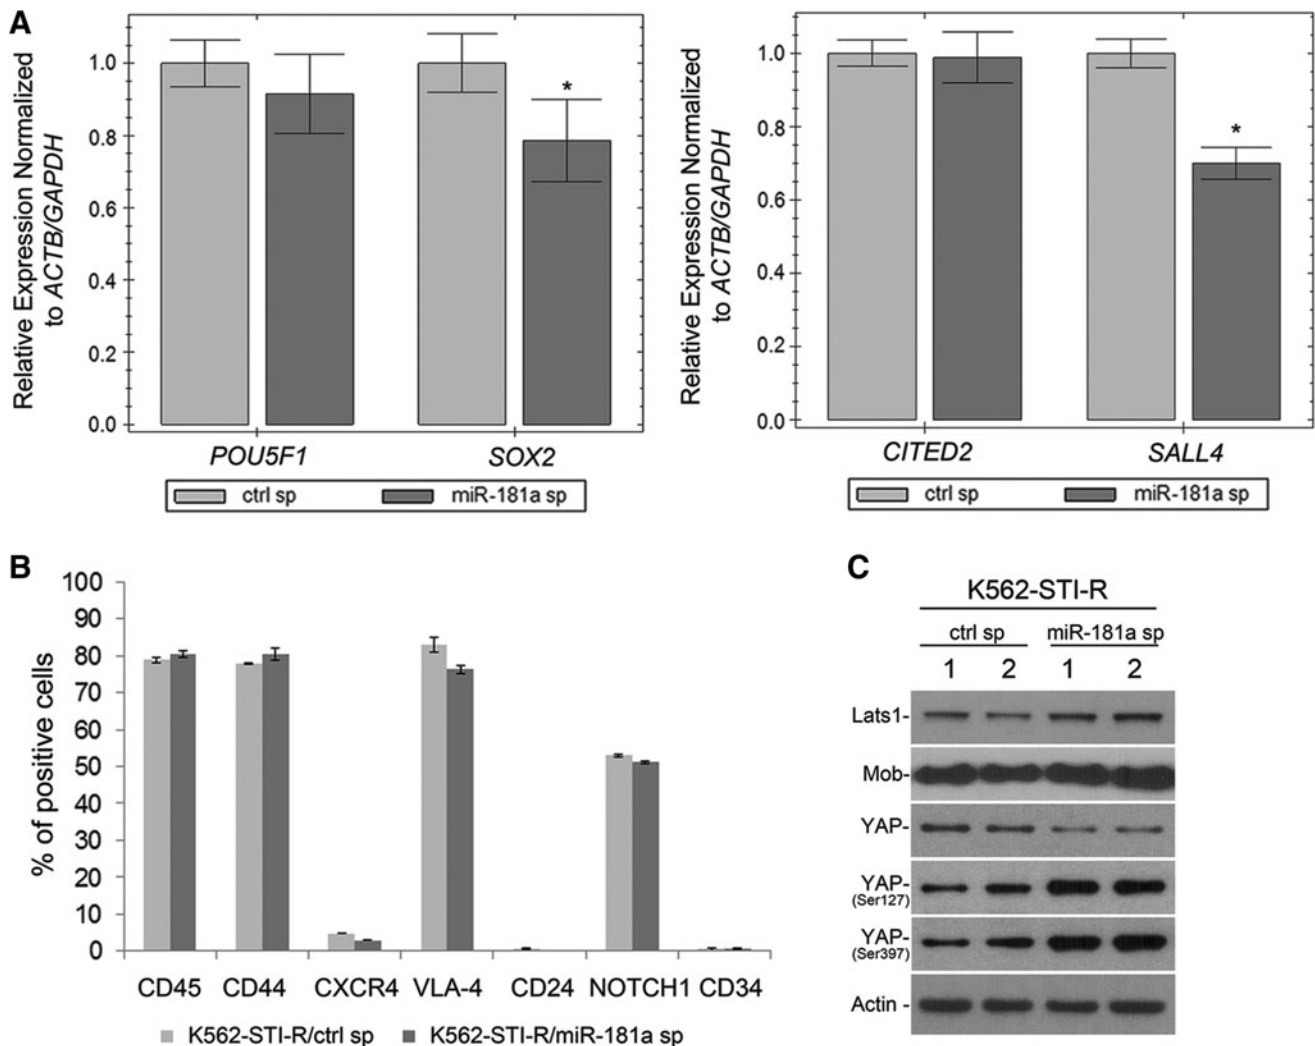 A
Relative Expression Normalized
to ACTB/GAPDH
1.0
0.8
0.6
0.4
0.2
0.0
*
POU5F1 SOX2
ctrl sp miR-181a sp
Relative Expression Normalized
to ACTB/GAPDH
1.0
0.8
0.6
0.4
0.2
0.0
*
CITED2 SALL4
ctrl sp miR-181a sp
B
% of positive cells
100
90
80
70
60
50
40
30
20
10
0
CD45 CD44 CXCR4 VLA-4 CD24 NOTCH1 CD34
K562-STI-R/ctrl sp K562-STI-R/miR-181a sp
C
K562-STI-R
ctrl sp miR-181a sp
1 2 1 2
Lats1-
Mob-
YAP-
YAP-
(Ser127)
YAP-
(Ser397)
Actin -